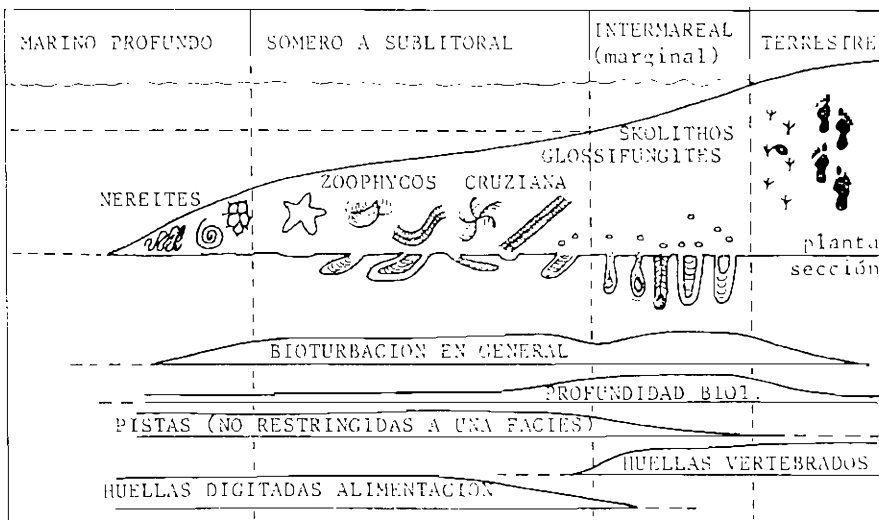 MARINO PROFUNDO
SOMERO A SUBLITORAL
INTERMAREAL
(marginal)
TERRESTRE
SKOLITHOS
GLOSSIFUNGITES
ZOOPHYCOS
CRUZIANA
NEREITES
planta
sección
BIOTURBACION EN GENERAL
PROFUNDIDAD BIOT.
PISTAS (NO RESTRINGIDAS A UNA FACIES)
HUELLAS VERTEBRADOS
HUELLAS DIGITADAS ALIMENTACION